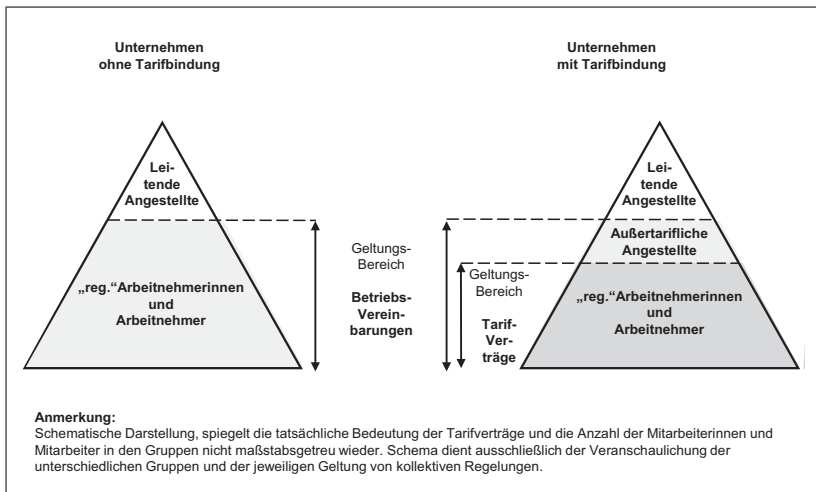 Unternehmen
ohne Tarifbindung
Unternehmen
mit Tarifbindung
Lei-
tende
Angestellte
„reg.“Arbeitnehmerinnen
und
Arbeitnehmer
Geltungs-
Bereich
Betriebs-
Verein-
barungen
Geltungs-
Bereich
Tarif-
Ver-
träge
Lei-
tende
Angestellte
Außertarifliche
Angestellte
„reg.“Arbeitnehmerinnen
und
Arbeitnehmer
Anmerkung:
Schematische Darstellung, spiegelt die tatsächliche Bedeutung der Tarifverträge und die Anzahl der Mitarbeiterinnen und
Mitarbeiter in den Gruppen nicht maßstabsgetreu wieder. Schema dient ausschließlich der Veranschaulichung der
unterschiedlichen Gruppen und der jeweiligen Geltung von kollektiven Regelungen.